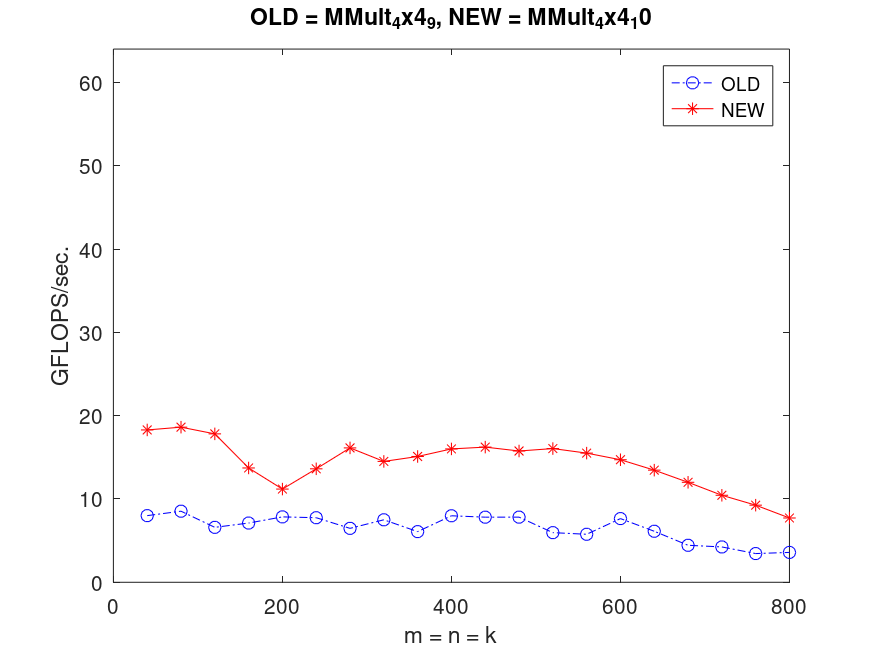 OLD = MMult₄x4₉, NEW = MMult₄x4₁0
60
50
40
30
20
10
0
GFLOPS/sec.
OLD
NEW
0 200 400 600 800
m = n = k